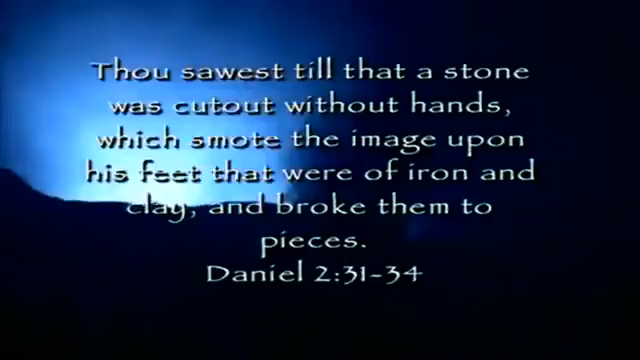 Thou sawest till that a stone
was cutout without hands,
which smote the image upon
his feet that were of iron and
clay, and broke them to
pieces.
Daniel 2:31-34